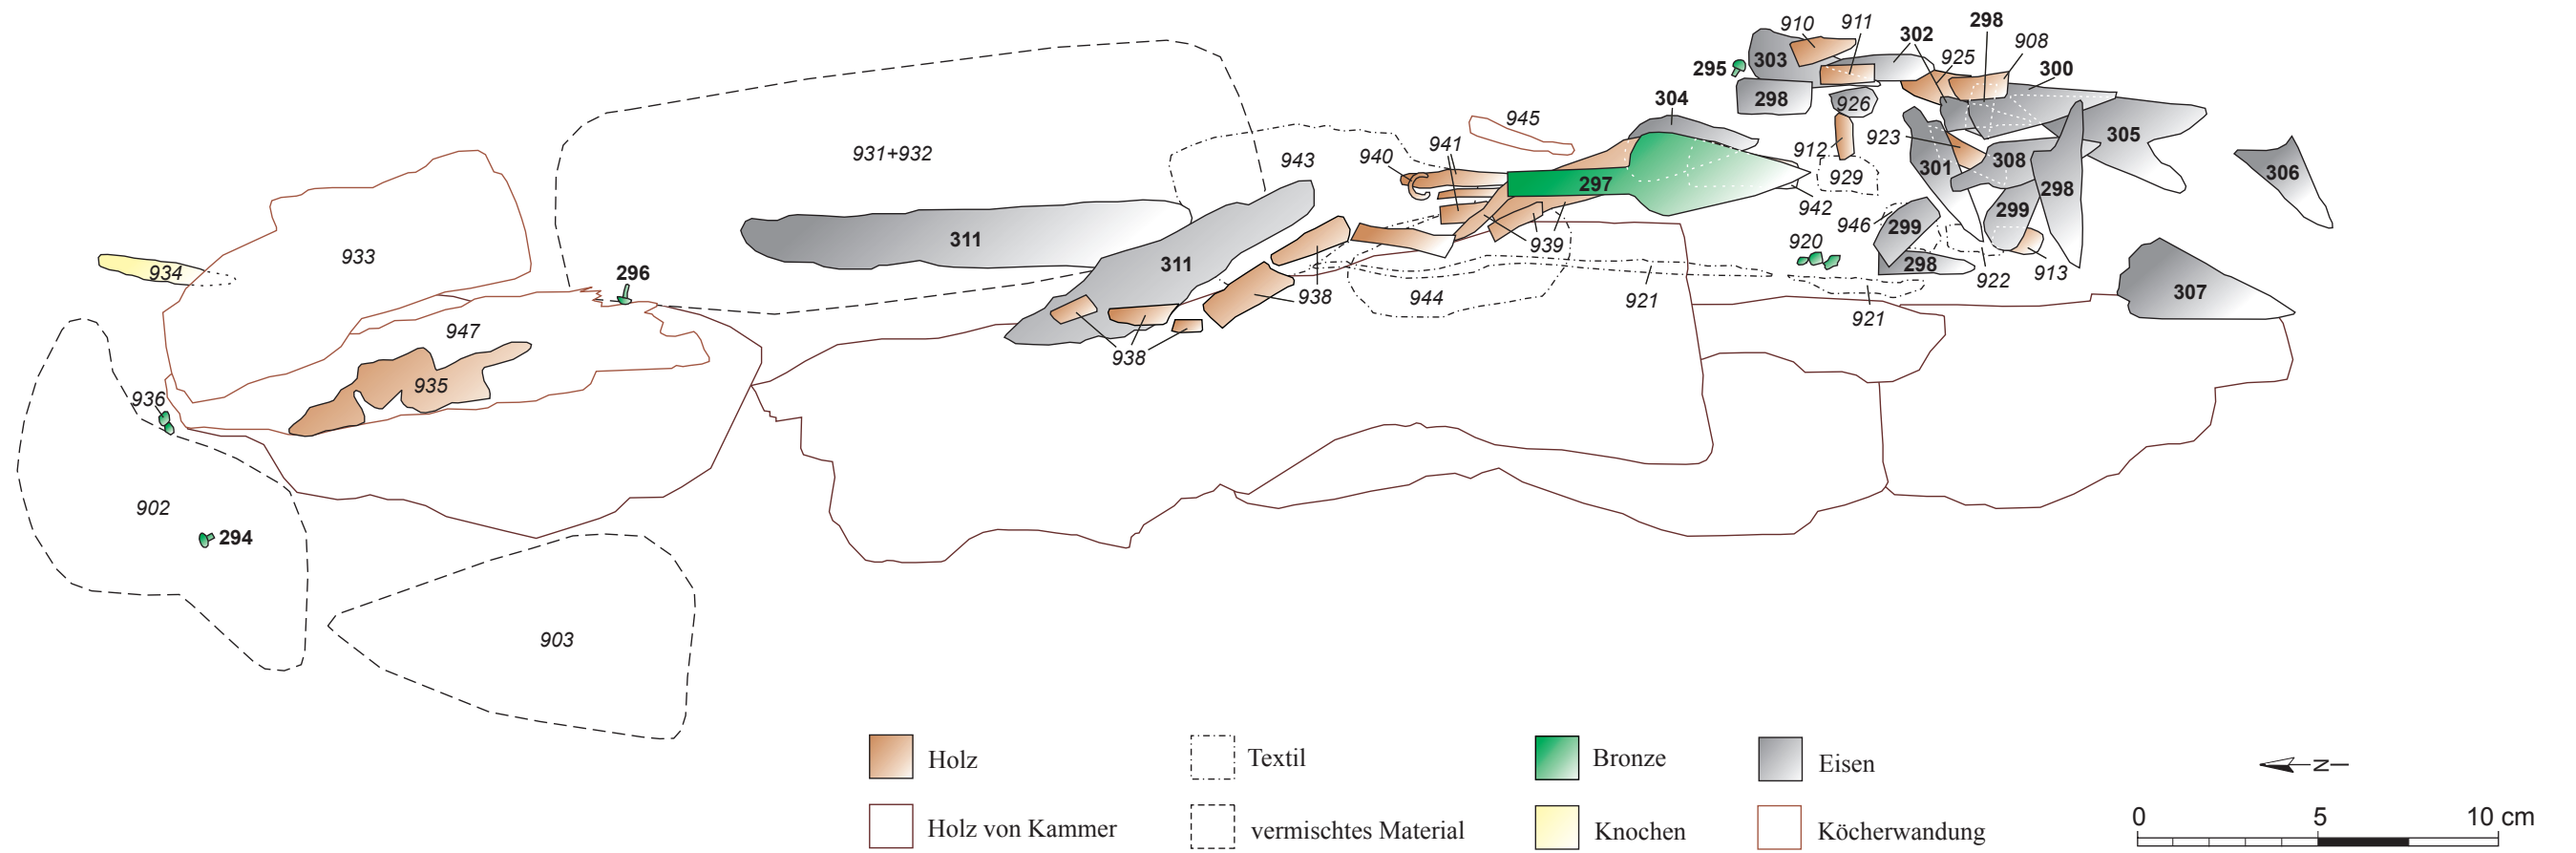 910 911 302 298 908
295 303 925 300
298 926
304
945 912 923 305
941 940 943 931+932
297 929 301 308 298 306
942 946 299 299
933 934 311 311 939 920
296 298 922 913
938 944 921 921 307
947
938
935
936
902
294
903
Holz Textil Bronze Eisen
Holz von Kammer vermischtes Material Knochen Köcherwandung
N
0 5 10 cm